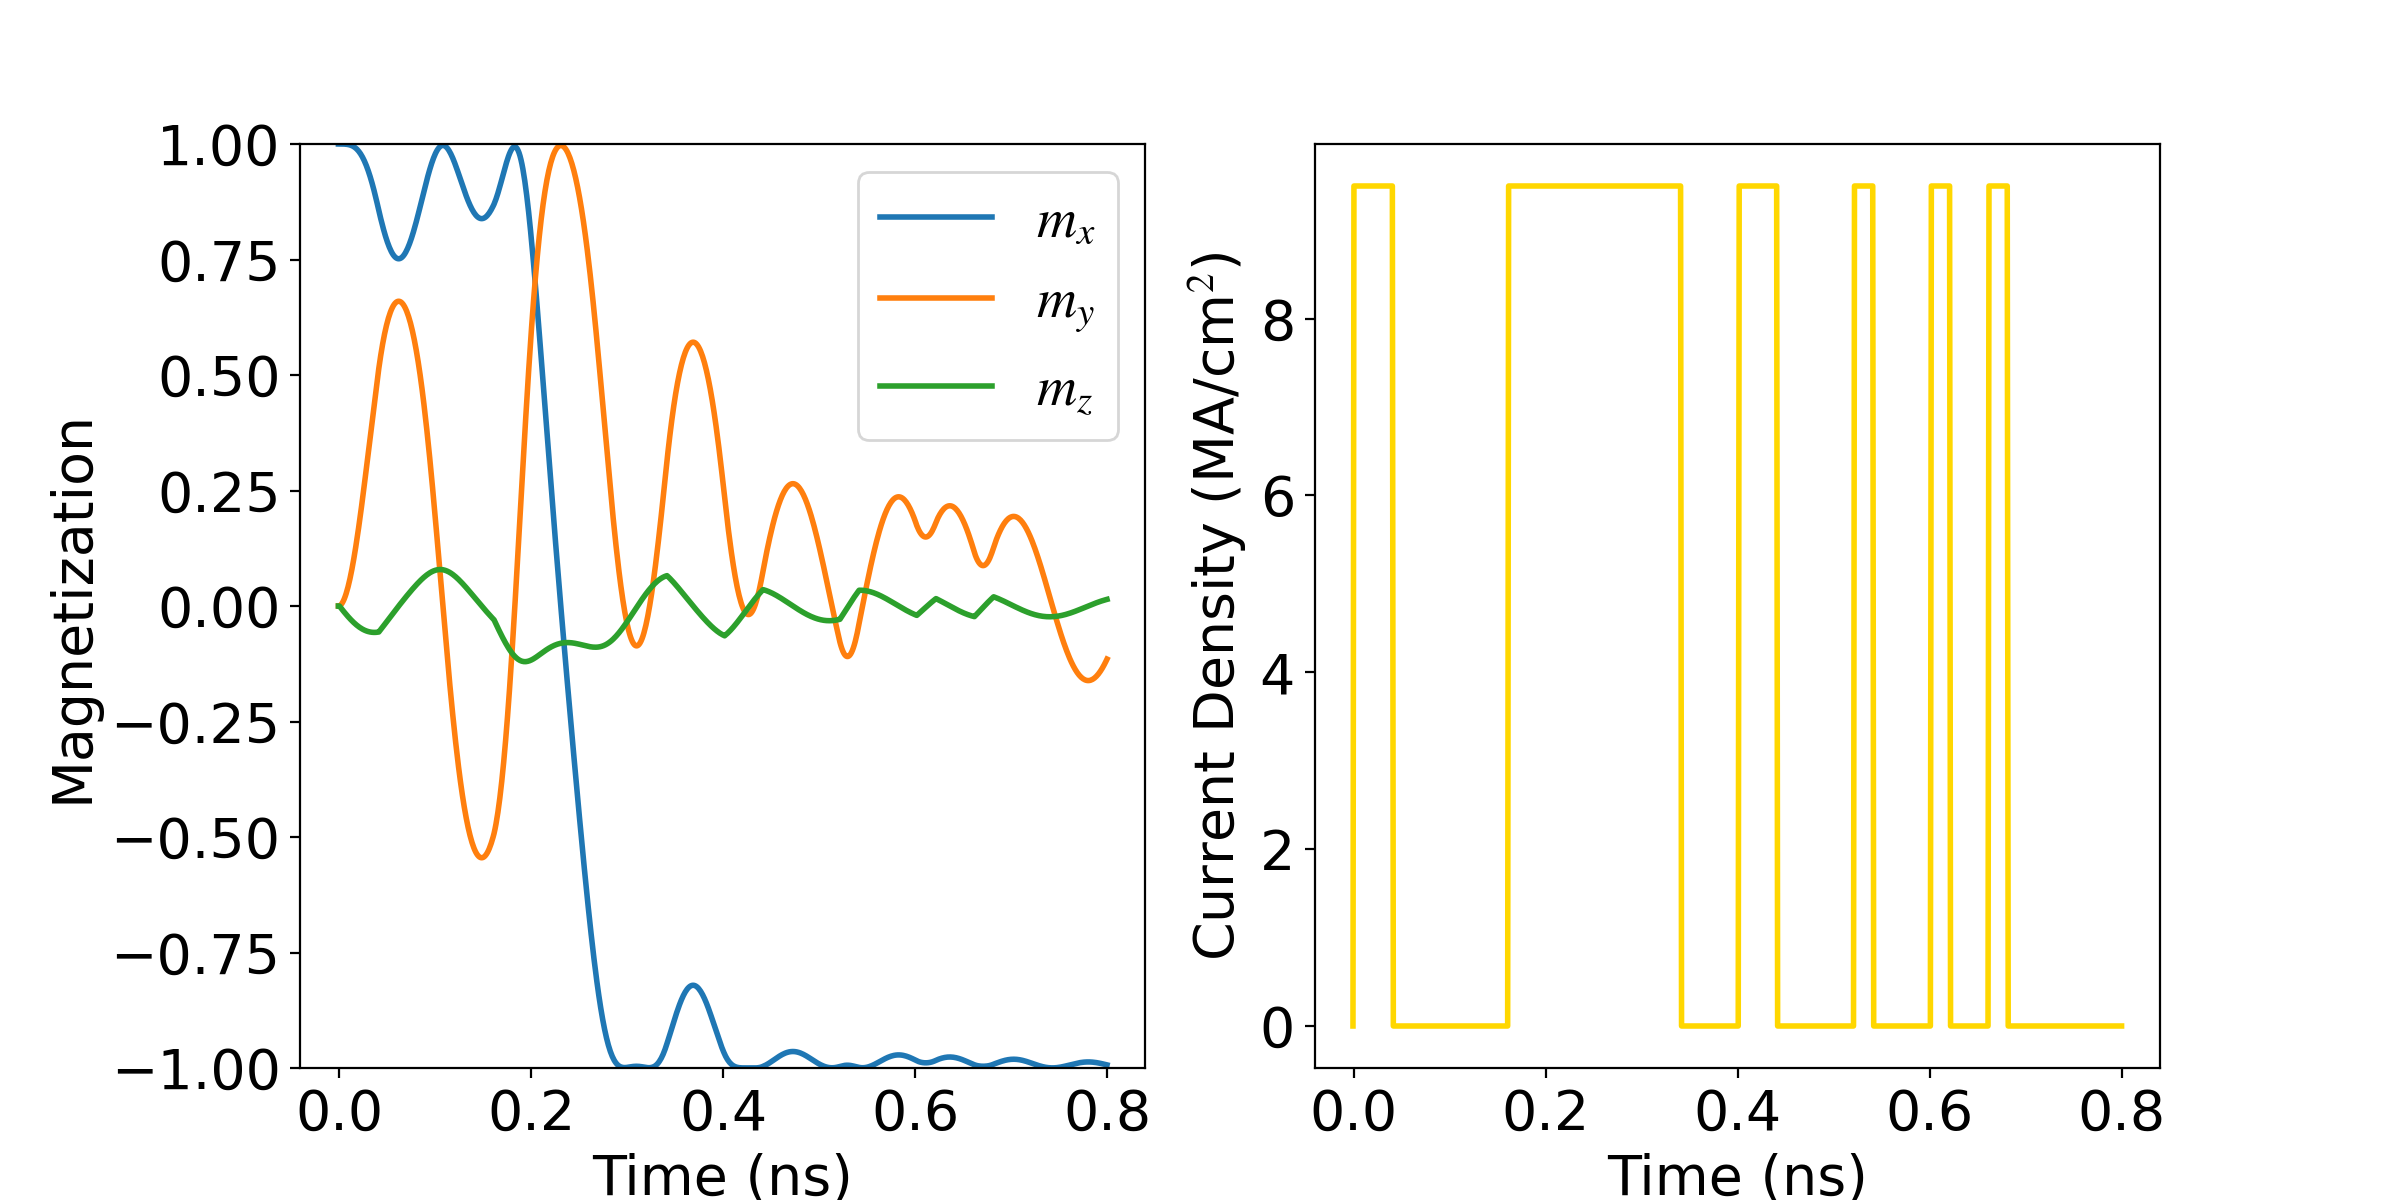 1.00
0.75
0.50
0.25
0.00
−0.25
−0.50
−0.75
−1.00
Magnetization
0.0 0.2 0.4 0.6 0.8
Time (ns)
m_x
m_y
m_z
8
6
4
2
0
Current Density (MA/cm²)
0.0 0.2 0.4 0.6 0.8
Time (ns)